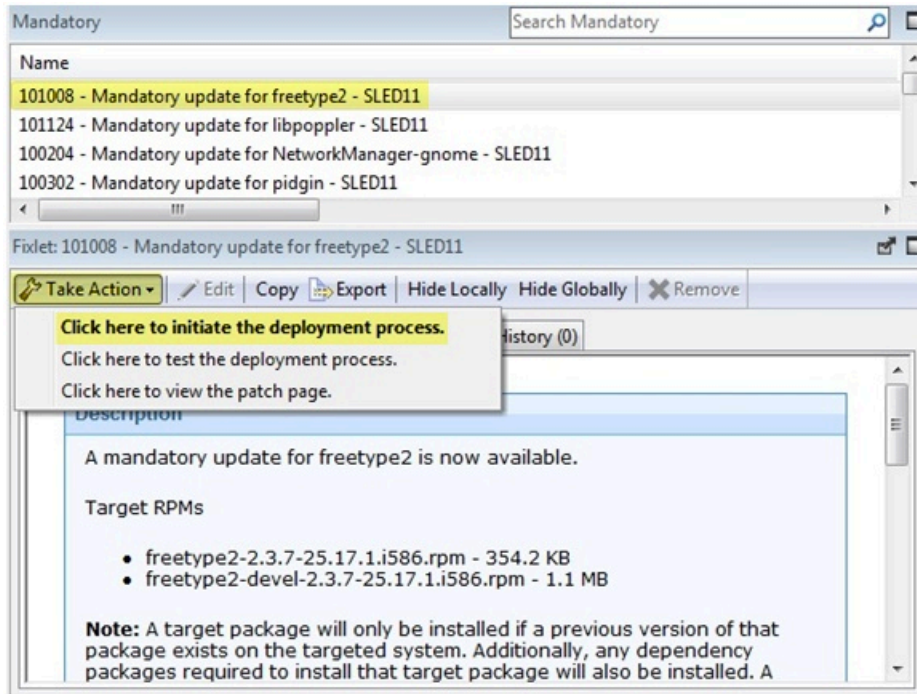 Mandatory
Search Mandatory
Name
101008 - Mandatory update for freetype2 - SLED11
101124 - Mandatory update for libpoppler - SLED11
100204 - Mandatory update for NetworkManager-gnome - SLED11
100302 - Mandatory update for pidgin - SLED11
Fixlet: 101008 - Mandatory update for freetype2 - SLED11
Take Action Edit Copy Export Hide Locally Hide Globally Remove
Click here to initiate the deployment process.
History (0)
Click here to test the deployment process.
Click here to view the patch page.
Description
A mandatory update for freetype2 is now available.
Target RPMs
• freetype2-2.3.7-25.17.1.i586.rpm - 354.2 KB
• freetype2-devel-2.3.7-25.17.1.i586.rpm - 1.1 MB
Note: A target package will only be installed if a previous version of that
package exists on the targeted system. Additionally, any dependency
packages required to install that target package will also be installed. A